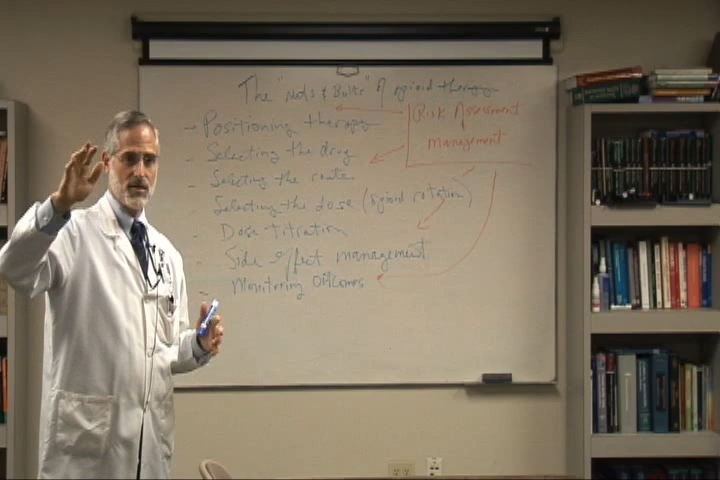 The "Nuts & Bolts" of opioid therapy
- Positioning therapy
- Selecting the drug
- Selecting the route
Selecting the dose (opioid rotation)
- Dose titration
- Side effect management
- Monitoring outcomes
Risk Assessment
management